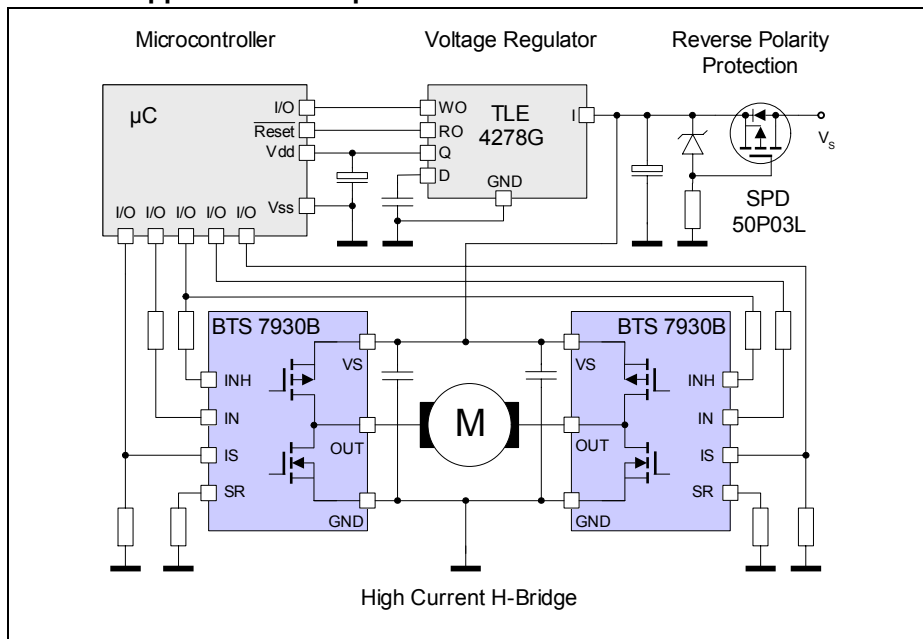 Microcontroller
Voltage Regulator
Reverse Polarity
Protection
µC
I/O
Reset
Vdd
Vss
I/O I/O I/O I/O I/O
WO
RO
Q
D
TLE
4278G
I
GND
VS
SPD
50P03L
BTS 7930B
INH
IN
IS
SR
VS
OUT
GND
M
BTS 7930B
VS
OUT
GND
INH
IN
IS
SR
High Current H-Bridge